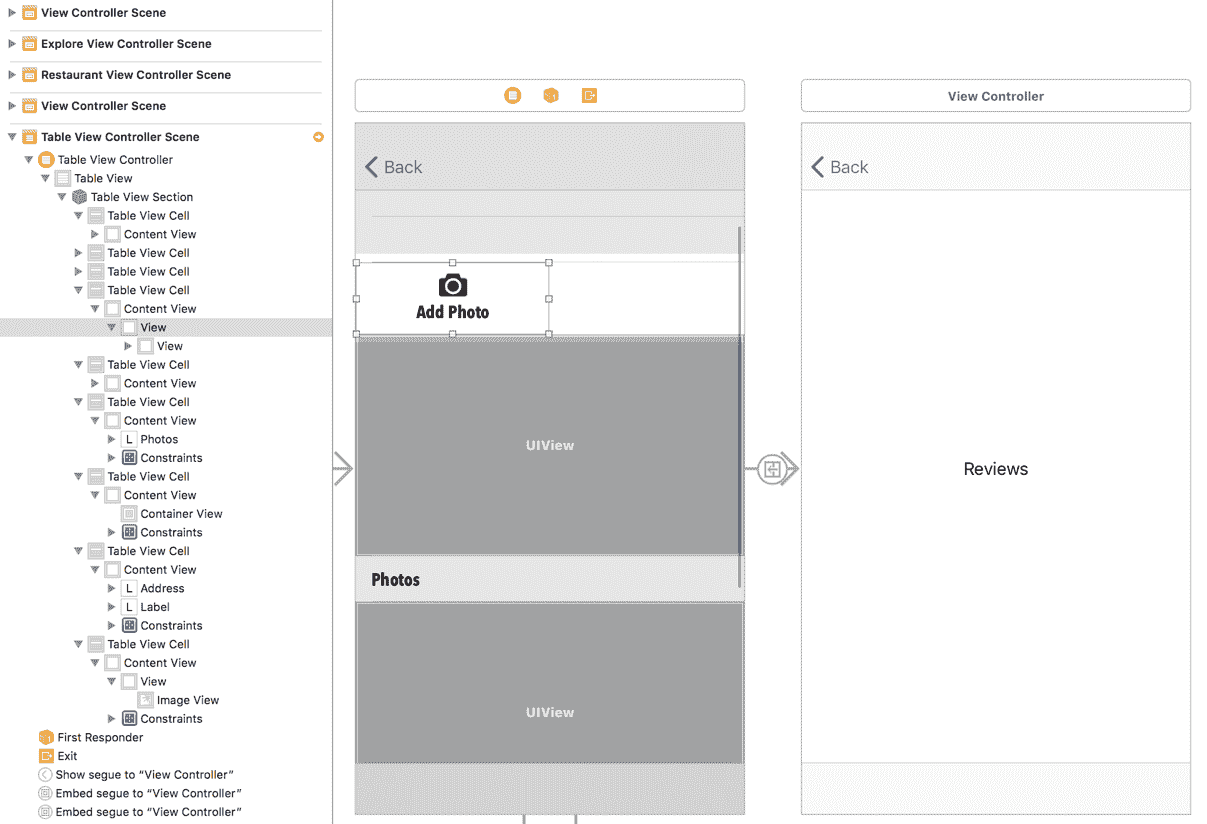 View Controller Scene
Explore View Controller Scene
Restaurant View Controller Scene
View Controller Scene
Table View Controller Scene
Table View Controller
Table View
Table View Section
Table View Cell
Content View
Table View Cell
Table View Cell
Table View Cell
Content View
View
View
Table View Cell
Content View
Table View Cell
Content View
L Photos
Constraints
Table View Cell
Content View
Container View
Constraints
Table View Cell
Content View
L Address
L Label
Constraints
Table View Cell
Content View
View
Image View
Constraints
First Responder
Exit
Show segue to “View Controller”
Embed segue to “View Controller”
Embed segue to “View Controller”
Back
Add Photo
UIView
Photos
UIView
View Controller
Back
Reviews